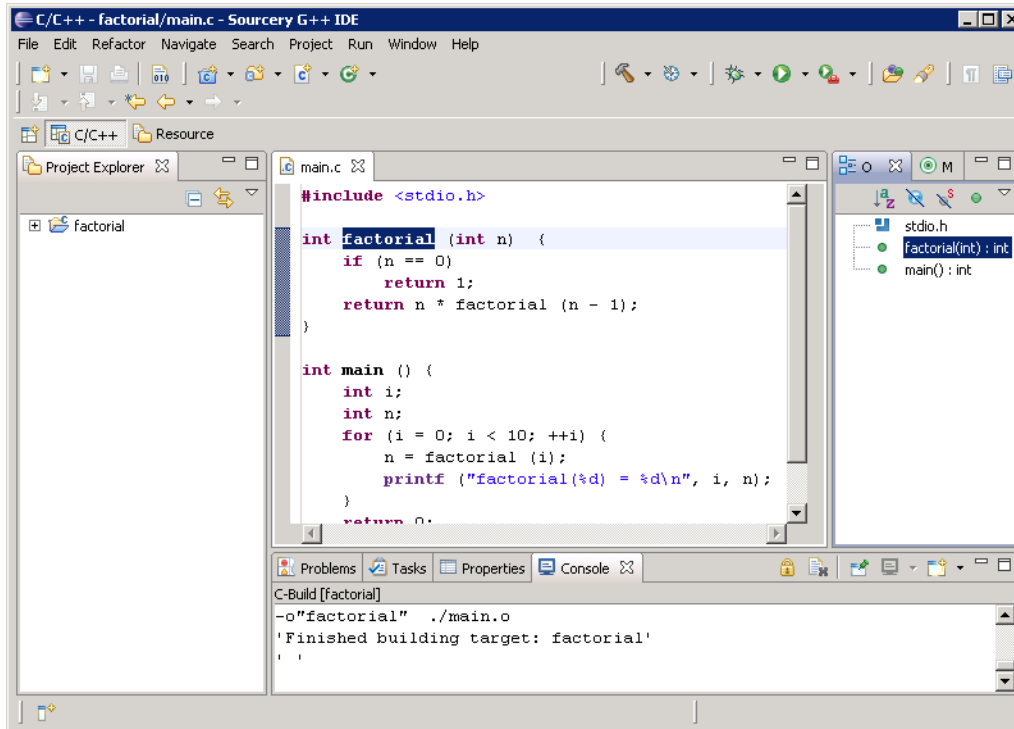 C/C++ - factorial/main.c - Sourcery G++ IDE
File Edit Refactor Navigate Search Project Run Window Help
C/C++ Resource
Project Explorer
factorial
main.c
#include <stdio.h>
int factorial (int n)  {
    if (n == 0)
        return 1;
    return n * factorial (n - 1);
}
int main () {
    int i;
    int n;
    for (i = 0; i < 10; ++i) {
        n = factorial (i);
        printf ("factorial(%d) = %d\n", i, n);
    }
    return 0;
O M
stdio.h
factorial(int) : int
main() : int
Problems Tasks Properties Console
C-Build [factorial]
-o"factorial"  ./main.o
'Finished building target: factorial'
' '